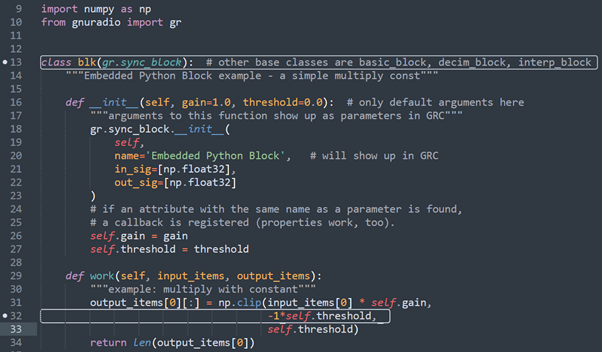 9 import numpy as np
10 from gnuradio import gr
11
12
13 class blk(gr.sync_block):  # other base classes are basic_block, decim_block, interp_block
14     """Embedded Python Block example - a simple multiply const"""
15
16     def __init__(self, gain=1.0, threshold=0.0):  # only default arguments here
17         """arguments to this function show up as parameters in GRC"""
18         gr.sync_block.__init__(
19             self,
20             name='Embedded Python Block',   # will show up in GRC
21             in_sig=[np.float32],
22             out_sig=[np.float32]
23         )
24         # if an attribute with the same name as a parameter is found,
25         # a callback is registered (properties work, too).
26         self.gain = gain
27         self.threshold = threshold
28
29     def work(self, input_items, output_items):
30         """example: multiply with constant"""
31         output_items[0][:] = np.clip(input_items[0] * self.gain,
32                                      -1*self.threshold,
33                                      self.threshold)
34         return len(output_items[0])